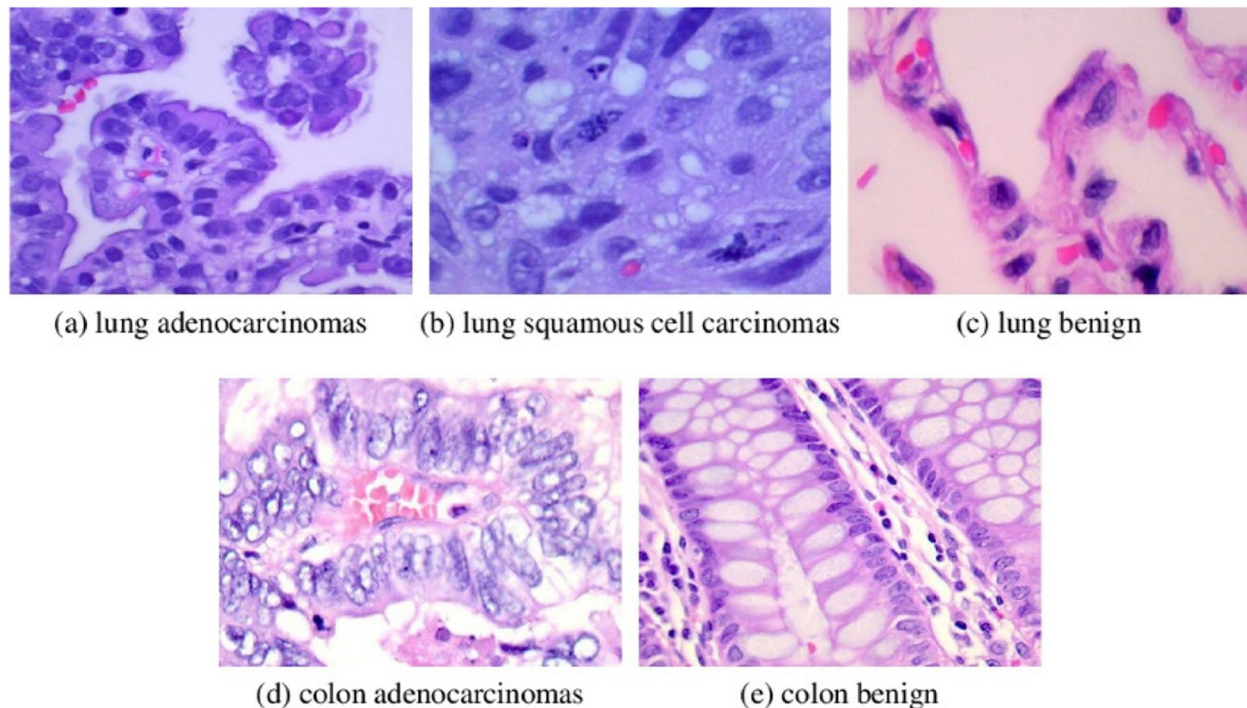 (a) lung adenocarcinomas
(b) lung squamous cell carcinomas
(c) lung benign
(d) colon adenocarcinomas
(e) colon benign